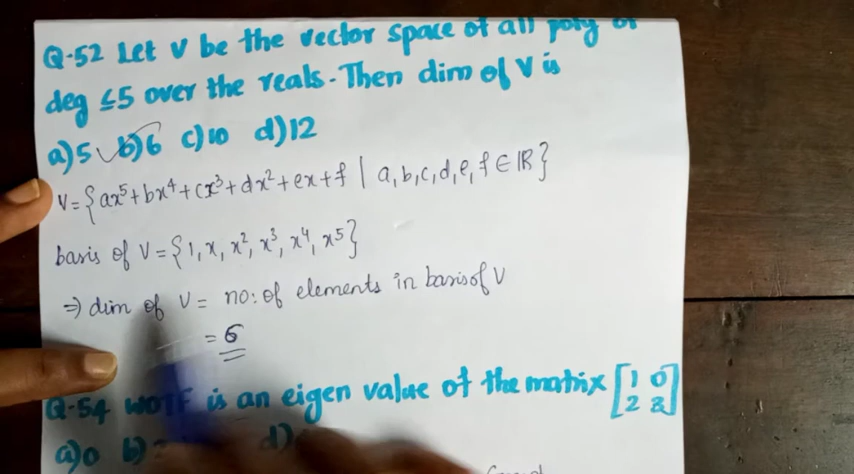 Q.52 Let V be the vector space of all poly of
deg ≤5 over the reals. Then dim of V is
a)5 b)6 c)10 d)12
V={ax⁵+bx⁴+cx³+dx²+ex+f | a,b,c,d,e,f ∈ ℝ}
basis of V={1,x,x²,x³,x⁴,x⁵}
⇒ dim of V = no: of elements in basis of V
= 6
Q.54 WOTF is an eigen value of the matrix [1 0
2 2]
a)0 b) d)